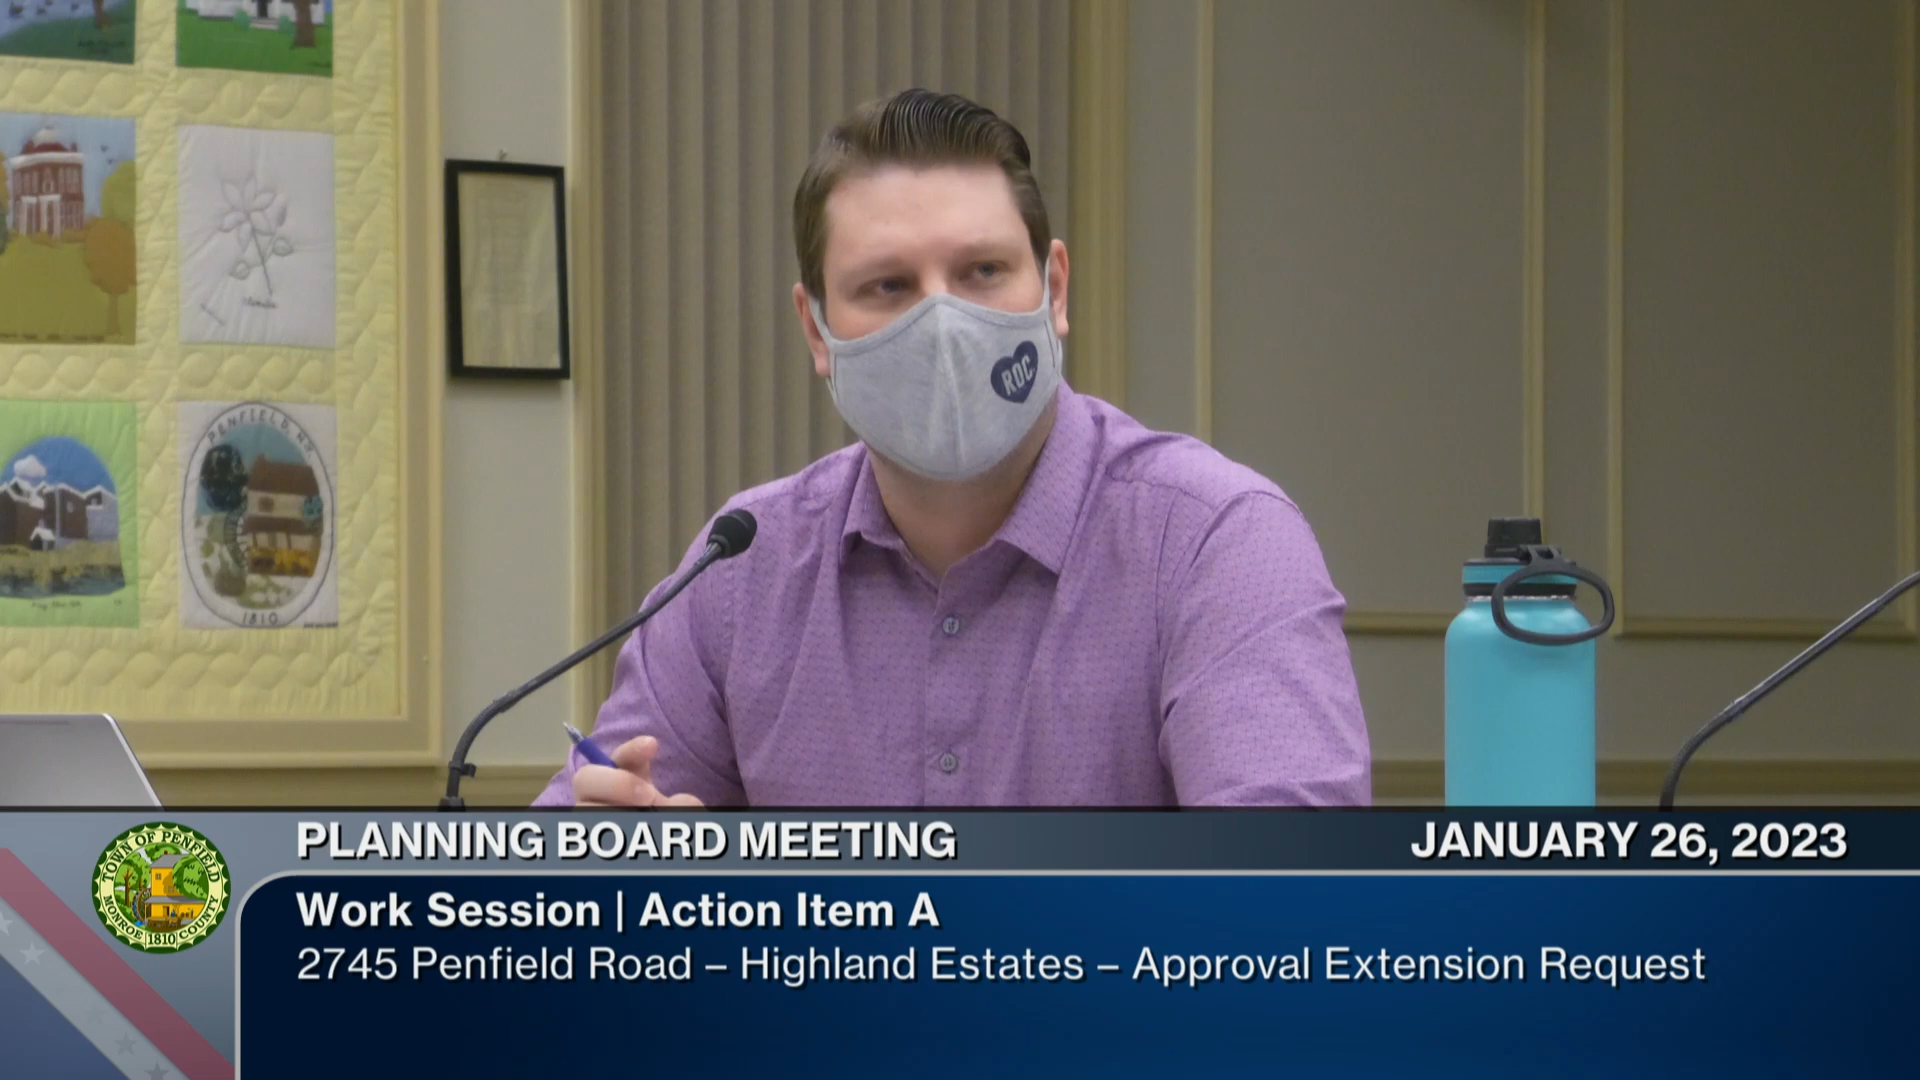 PENFIELD, N.Y.
1810
ROC
PLANNING BOARD MEETING
JANUARY 26, 2023
TOWN OF PENFIELD
MONROE COUNTY
1810
Work Session | Action Item A
2745 Penfield Road – Highland Estates – Approval Extension Request